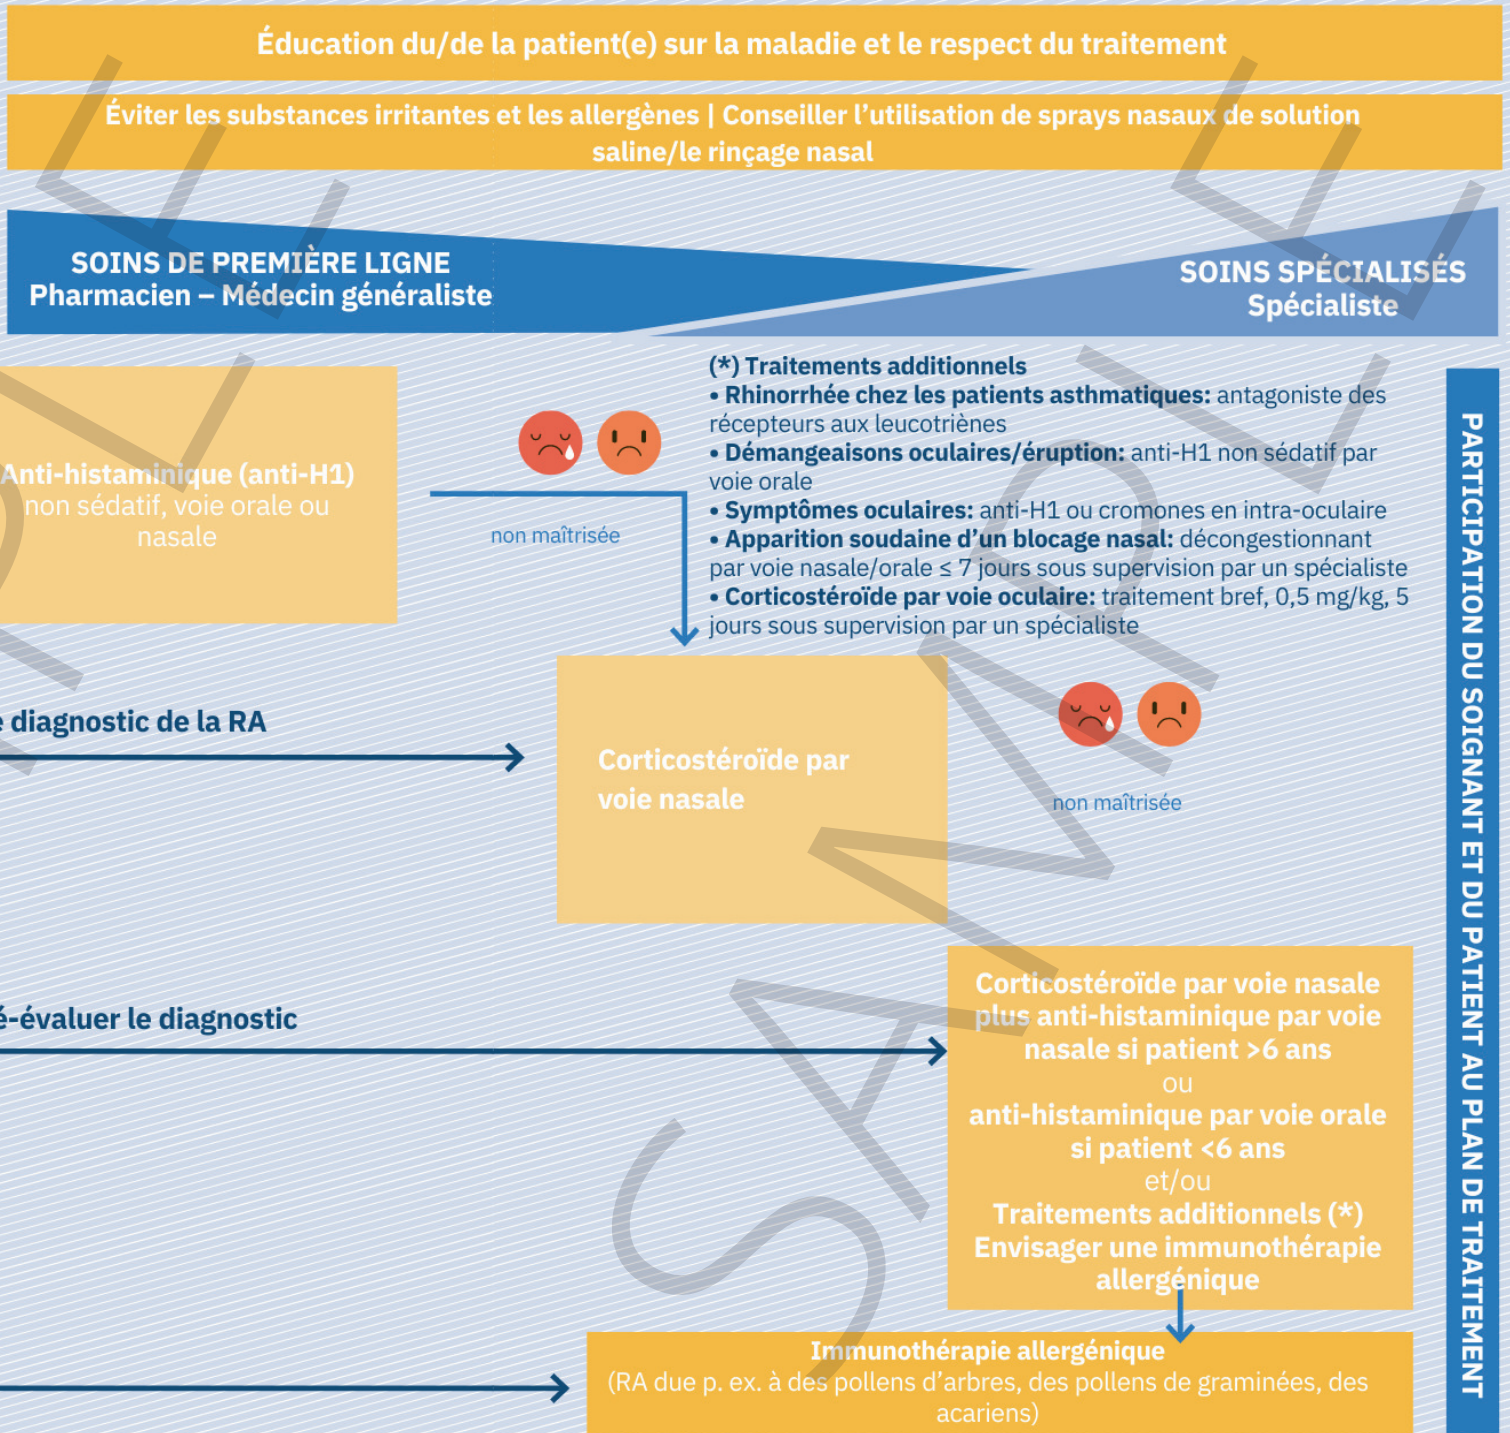 Éducation du/de la patient(e) sur la maladie et le respect du traitement
Éviter les substances irritantes et les allergènes | Conseiller l'utilisation de sprays nasaux de solution
saline/le rinçage nasal
SOINS DE PREMIÈRE LIGNE
Pharmacien – Médecin généraliste
SOINS SPÉCIALISÉS
Spécialiste
Anti-histaminique (anti-H1)
non sédatif, voie orale ou
nasale
non maîtrisée
(*) Traitements additionnels
• Rhinorrhée chez les patients asthmatiques: antagoniste des
récepteurs aux leucotriènes
• Démangeaisons oculaires/éruption: anti-H1 non sédatif par
voie orale
• Symptômes oculaires: anti-H1 ou cromones en intra-oculaire
• Apparition soudaine d'un blocage nasal: décongestionnant
par voie nasale/orale ≤ 7 jours sous supervision par un spécialiste
• Corticostéroïde par voie oculaire: traitement bref, 0,5 mg/kg, 5
jours sous supervision par un spécialiste
e diagnostic de la RA
Corticostéroïde par
voie nasale
non maîtrisée
é-évaluer le diagnostic
Corticostéroïde par voie nasale
plus anti-histaminique par voie
nasale si patient >6 ans
ou
anti-histaminique par voie orale
si patient <6 ans
et/ou
Traitements additionnels (*)
Envisager une immunothérapie
allergénique
Immunothérapie allergénique
(RA due p. ex. à des pollens d'arbres, des pollens de graminées, des
acariens)
PARTICIPATION DU SOIGNANT ET DU PATIENT AU PLAN DE TRAITEMENT
PLE
SAMPLE